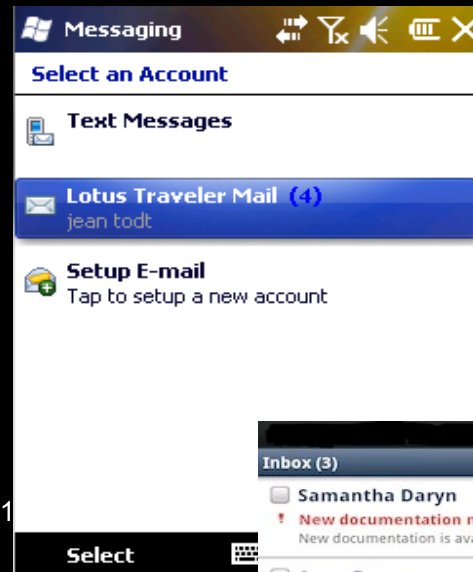 Messaging
Select an Account
Text Messages
Lotus Traveler Mail (4)
jean todt
Setup E-mail
Tap to setup a new account
Inbox (3)
Samantha Daryn
! New documentation
New documentation is
1
Select